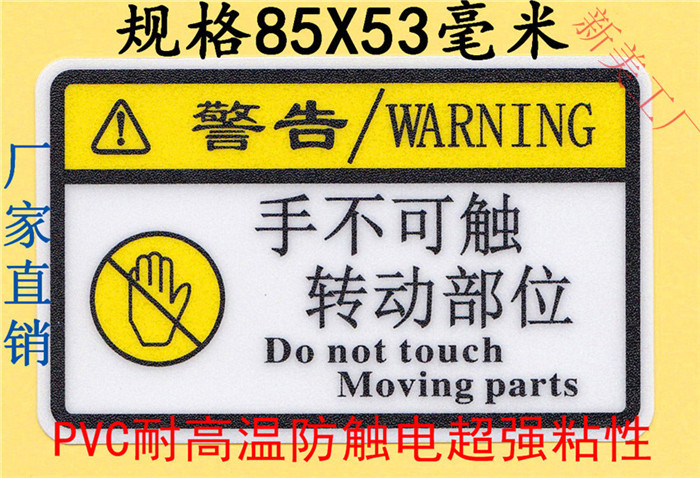 规格85X53毫米
新美工厂
厂家直销
警告/WARNING
手不可触
转动部位
Do not touch
Moving parts
PVC耐高温防触电超强粘性